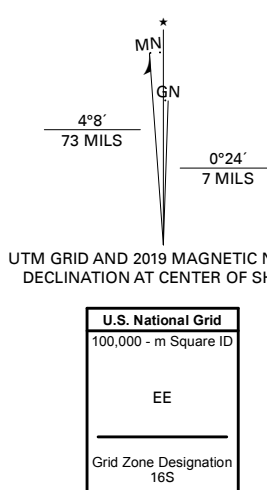 ★
MN
GN
4°8´
73 MILS
0°24´
7 MILS
UTM GRID AND 2019 MAGNETIC
DECLINATION AT CENTER OF
U.S. National Grid
100,000 - m Square ID
EE
Grid Zone Designation
16S